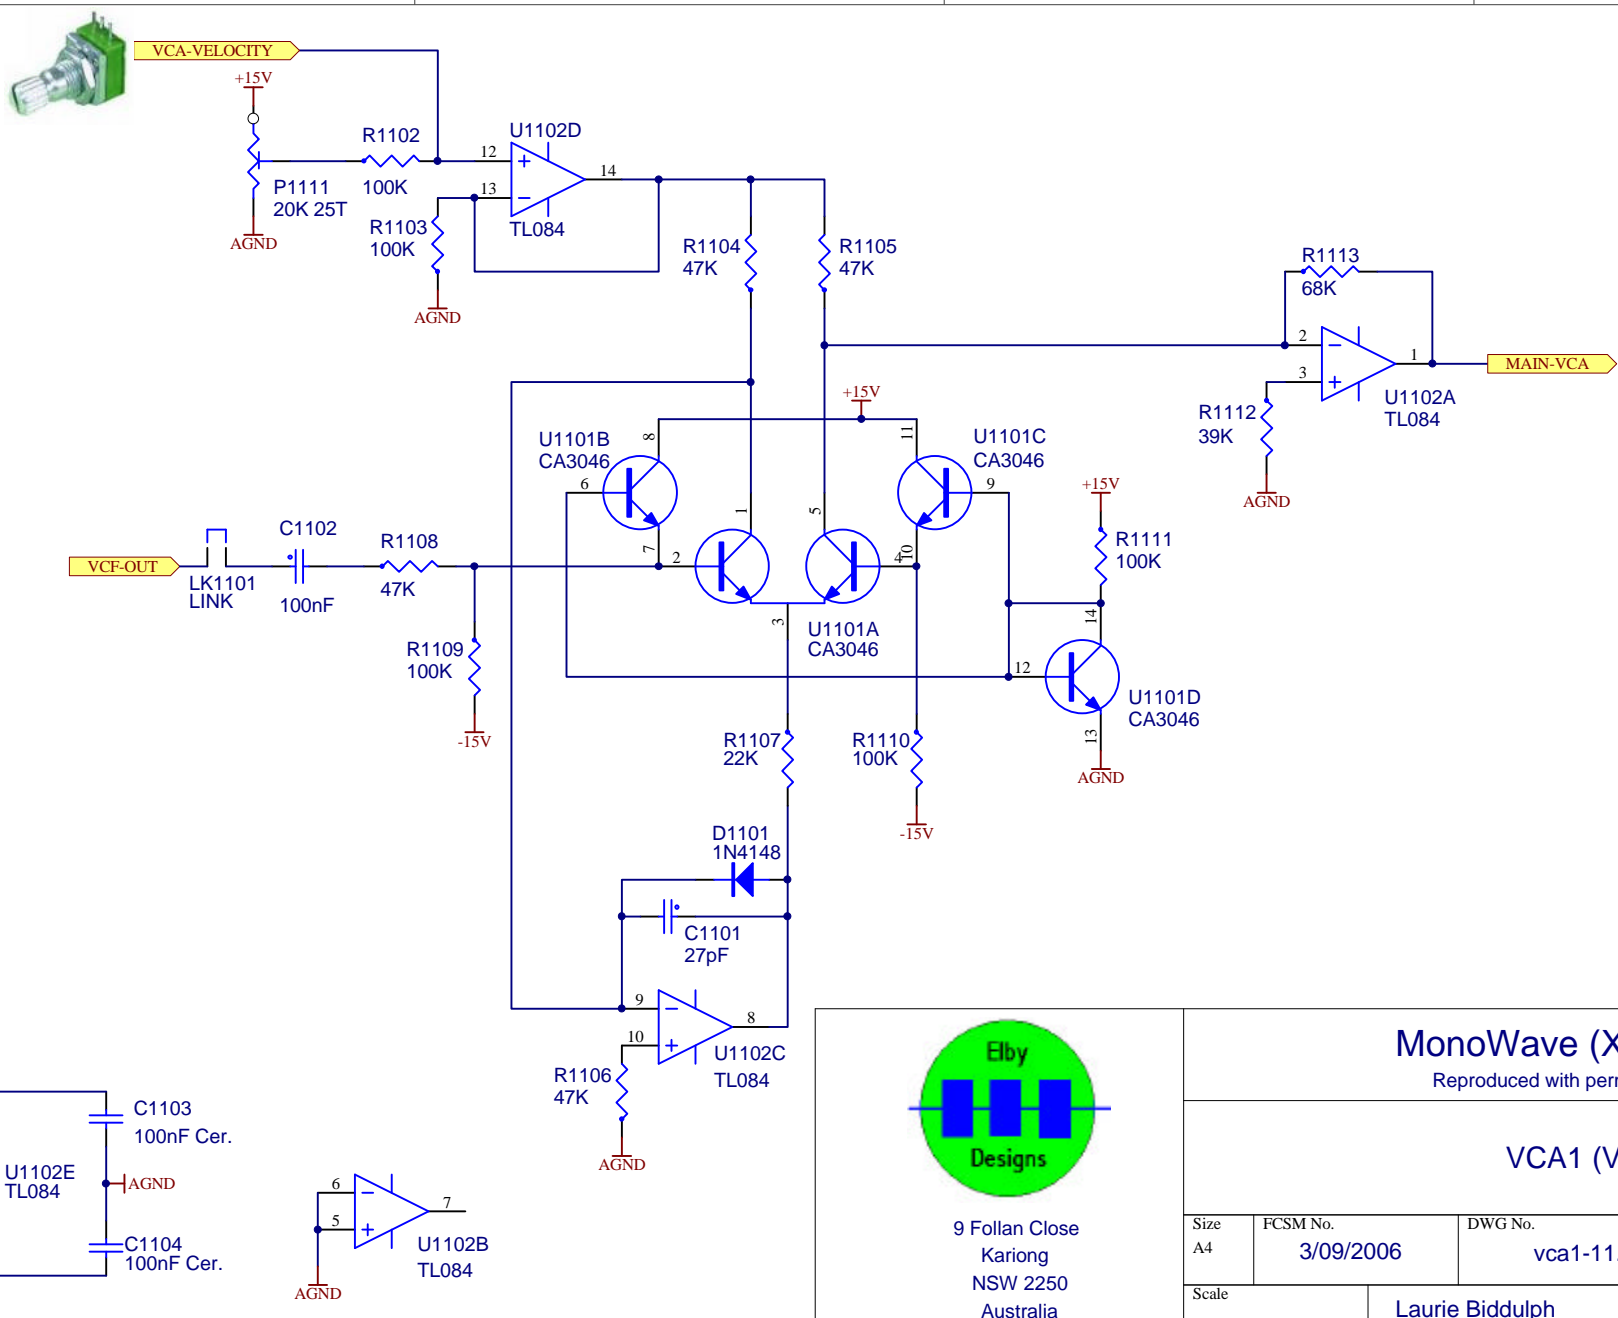 VCA-VELOCITY
+15V
R1102
100K
P1111
20K 25T
AGND
R1103
100K
AGND
U1102D
12
13
14
TL084
R1104
47K
R1105
47K
R1113
68K
2
3
1
U1102A
TL084
MAIN-VCA
R1112
39K
AGND
+15V
U1101B
CA3046
8
6
7
11
U1101C
CA3046
9
10
1
5
2
4
3
U1101A
CA3046
VCF-OUT
LK1101
LINK
C1102
100nF
R1108
47K
R1109
100K
-15V
+15V
R1111
100K
14
12
13
U1101D
CA3046
AGND
R1107
22K
R1110
100K
-15V
D1101
1N4148
C1101
27pF
9
10
8
U1102C
TL084
R1106
47K
AGND
C1103
100nF Cer.
U1102E
TL084
AGND
C1104
100nF Cer.
6
5
7
U1102B
TL084
AGND
Elby
Designs
9 Follan Close
Kariong
NSW 2250
Australia
MonoWave (X
Reproduced with
VCA1 (V
Size
A4
FCSM No.
3/09/2006
DWG No.
vca1-11.
Scale
Laurie Biddulph